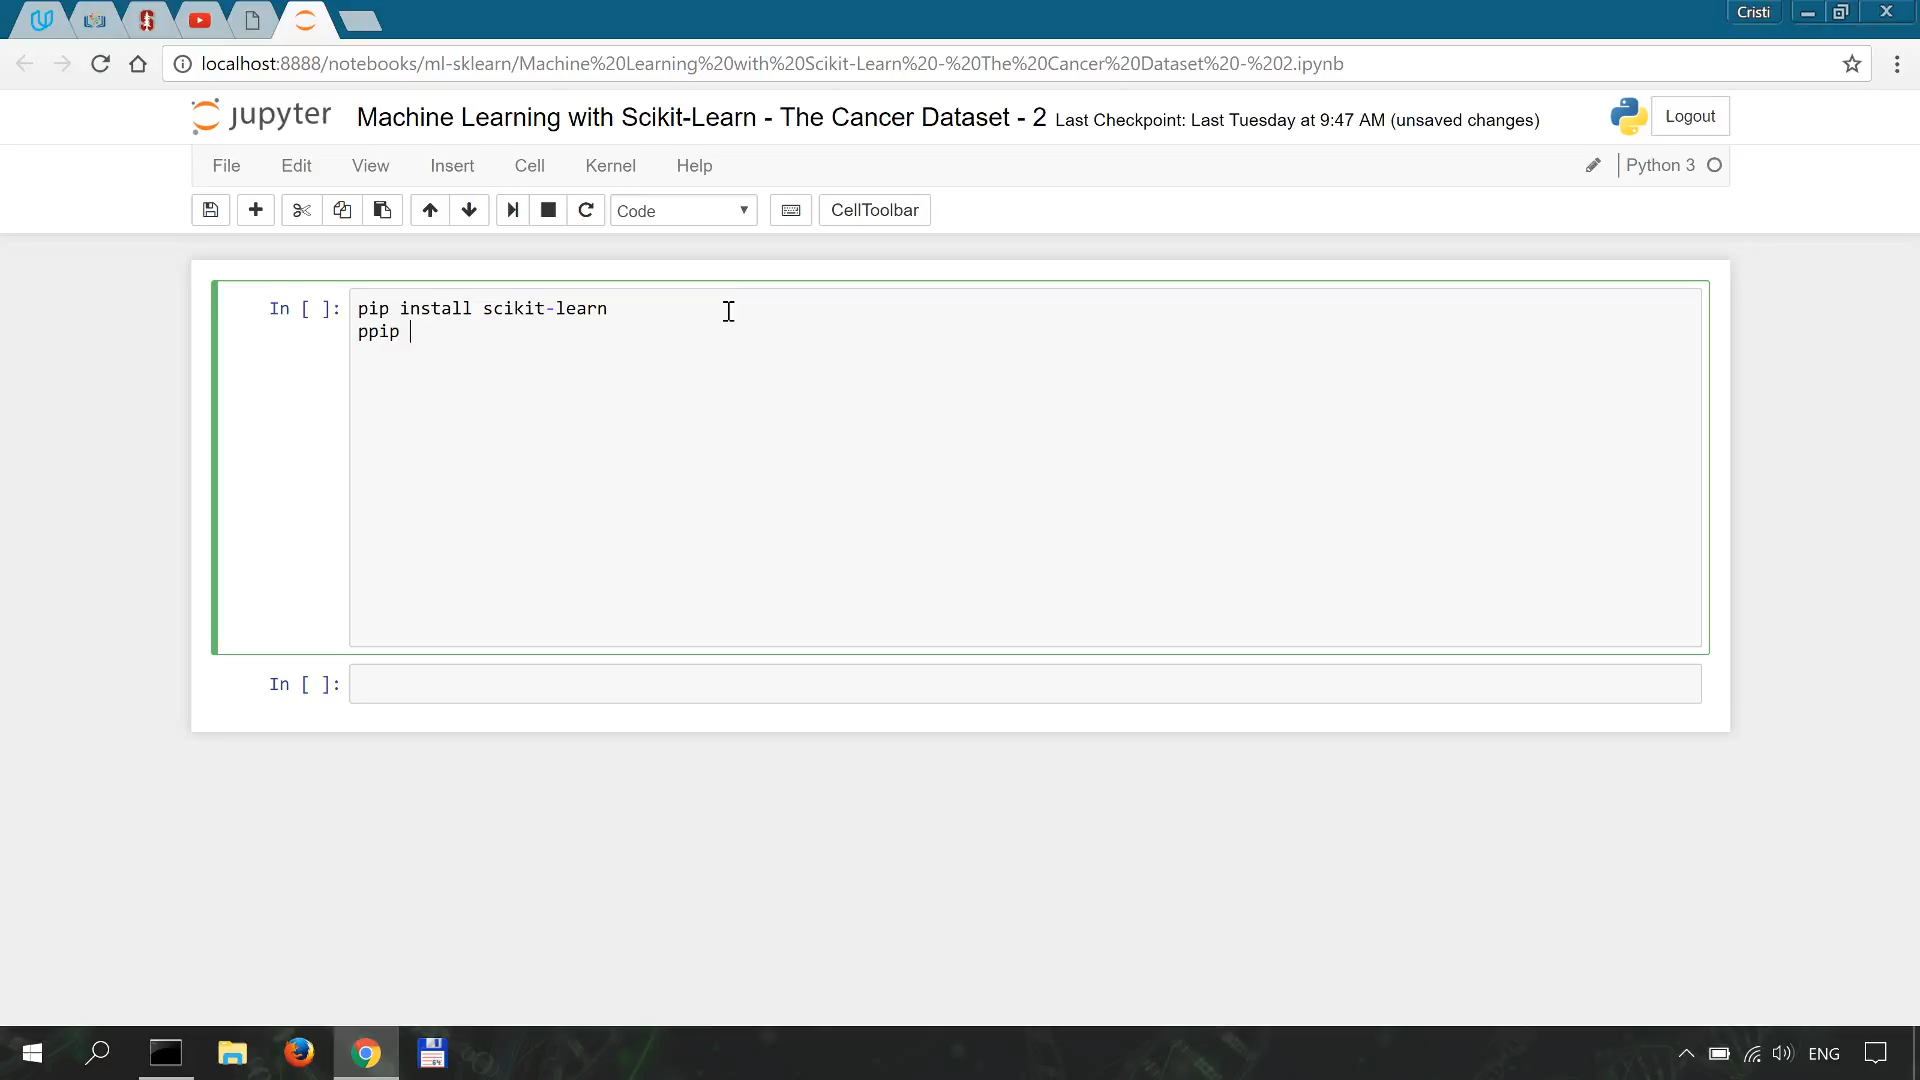 Cristi
localhost:8888/notebooks/ml-sklearn/Machine%20Learning%20with%20Scikit-Learn%20-%20The%20Cancer%20Dataset%20-%202.ipynb
jupyter Machine Learning with Scikit-Learn - The Cancer Dataset - 2 Last Checkpoint: Last Tuesday at 9:47 AM (unsaved changes) Logout
File Edit View Insert Cell Kernel Help Python 3
Code CellToolbar
In [ ]: pip install scikit-learn
ppip
In [ ]:
64 ENG